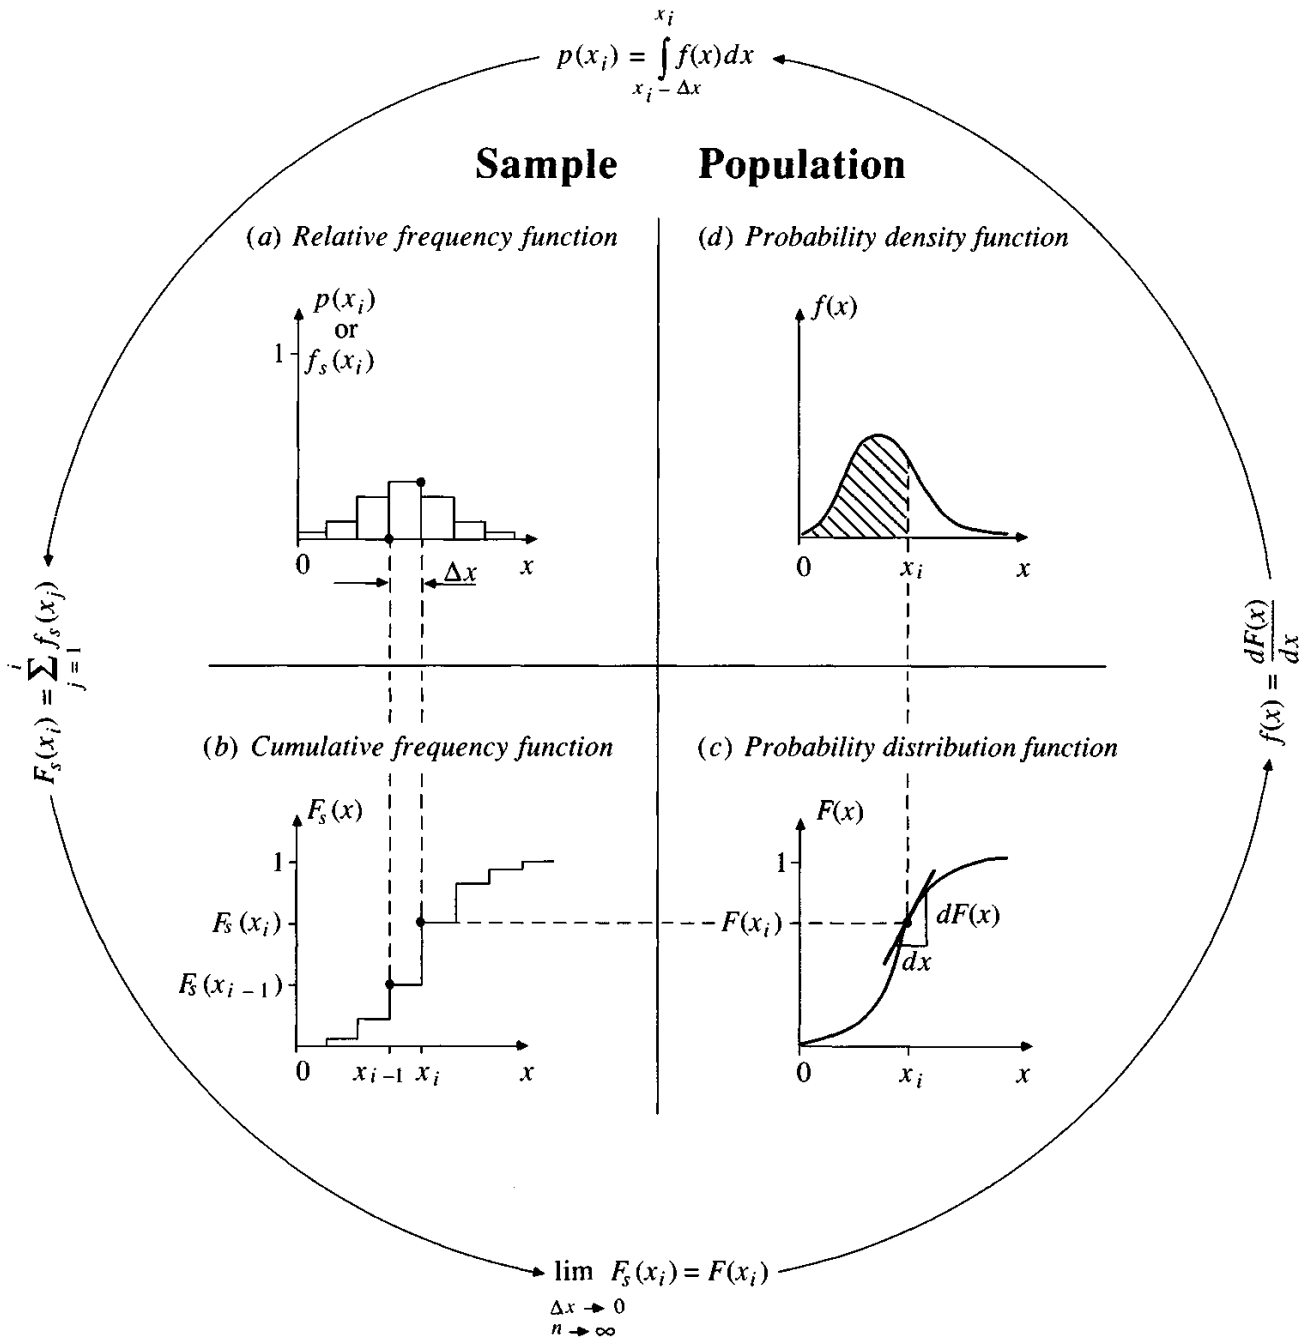 p(x_i) = ∫_{x_i − Δx}^{x_i} f(x)dx
Sample
Population
(a) Relative frequency function
(d) Probability density function
p(x_i)
or
f_s(x_i)
1
0
x
Δx
f(x)
0
x_i
x
F_s(x_i) = Σ_{j = 1}^{i} f_s(x_j)
f(x) = dF(x)/dx
(b) Cumulative frequency function
(c) Probability distribution function
F_s(x)
1
F_s(x_i)
F_s(x_{i − 1})
0
x_{i−1}
x_i
x
F(x)
1
F(x_i)
dF(x)
dx
0
x_i
x
lim F_s(x_i) = F(x_i)
Δx → 0
n → ∞